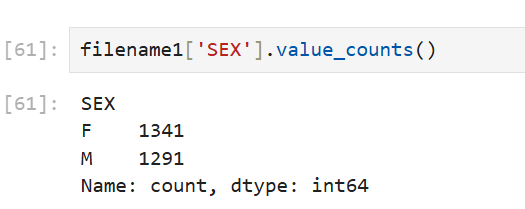 [61]: filename1['SEX'].value_counts()
[61]: SEX
F    1341
M    1291
Name: count, dtype: int64